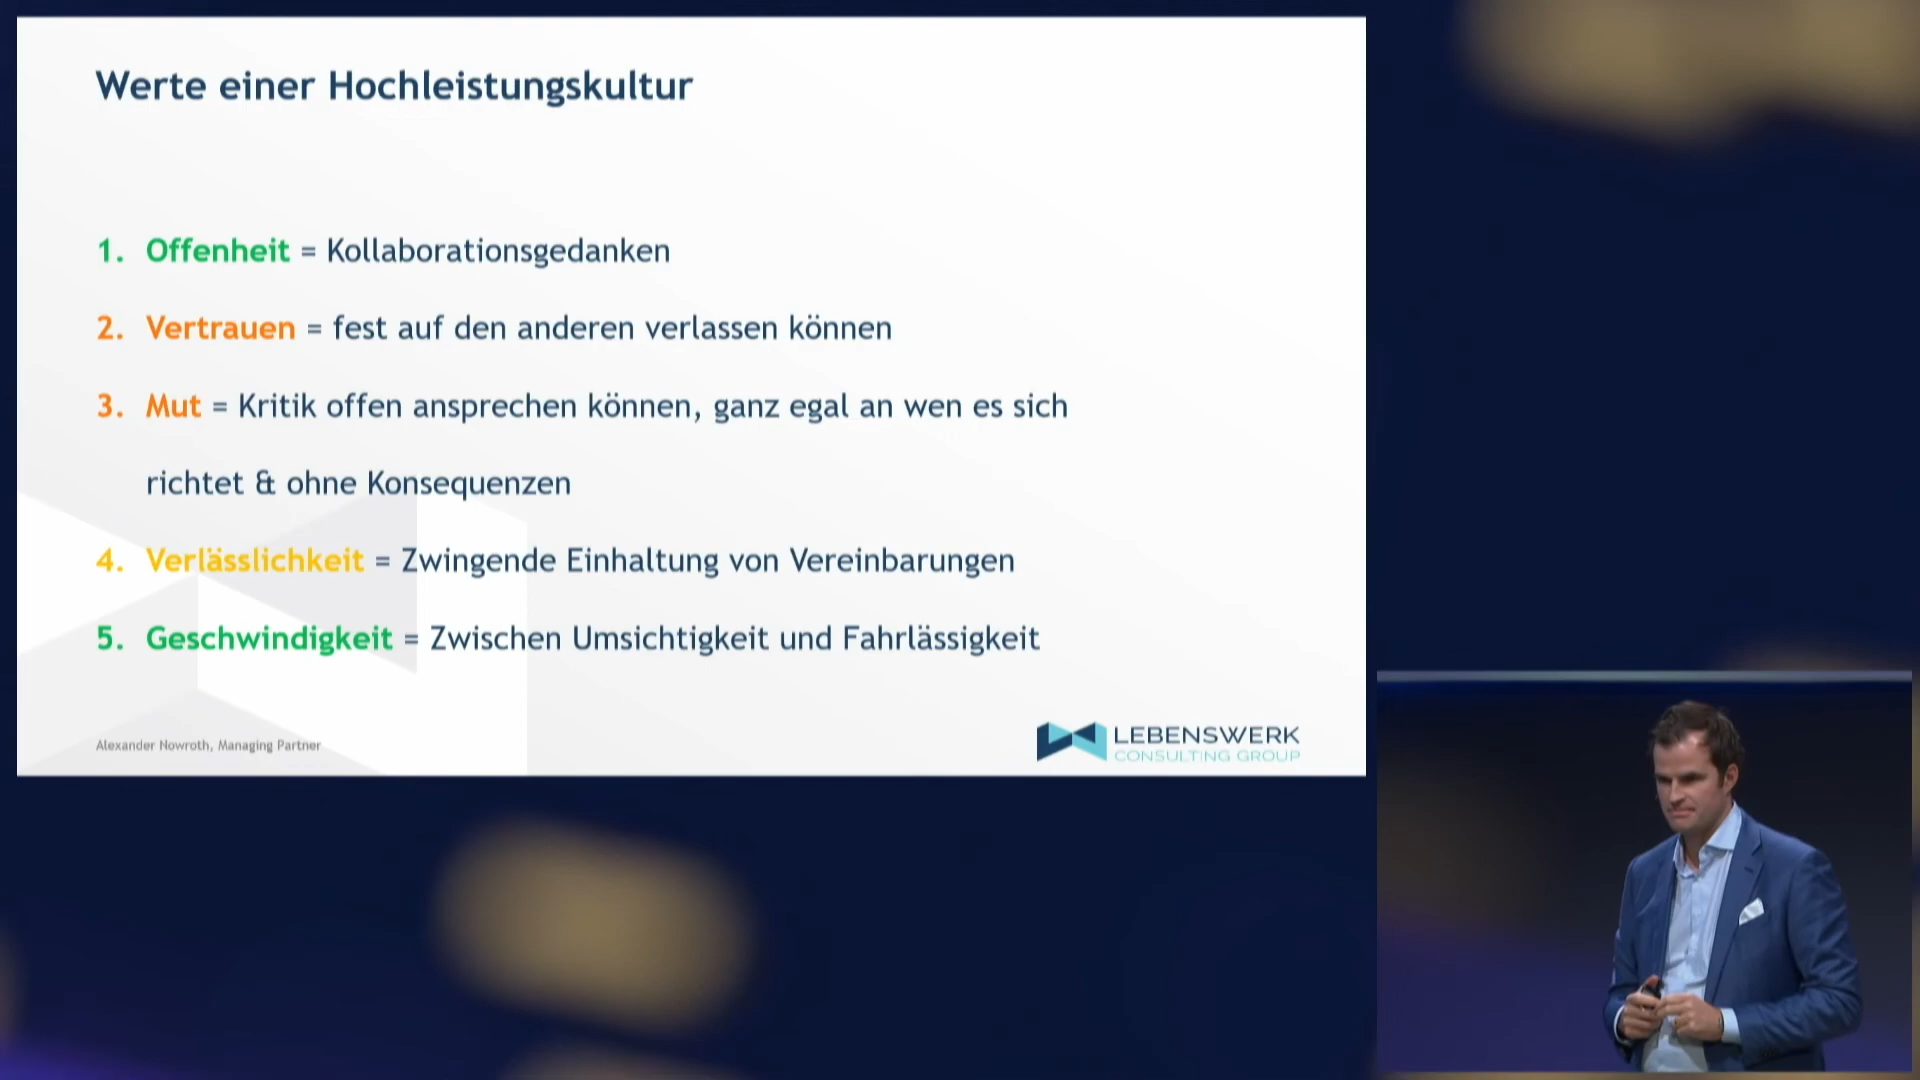 Werte einer Hochleistungskultur
1. Offenheit = Kollaborationsgedanken
2. Vertrauen = fest auf den anderen verlassen können
3. Mut = Kritik offen ansprechen können, ganz egal an wen es sich
richtet & ohne Konsequenzen
4. Verlässlichkeit = Zwingende Einhaltung von Vereinbarungen
5. Geschwindigkeit = Zwischen Umsichtigkeit und Fahrlässigkeit
Alexander Nowroth, Managing Partner
LEBENSWERK
CONSULTING GROUP